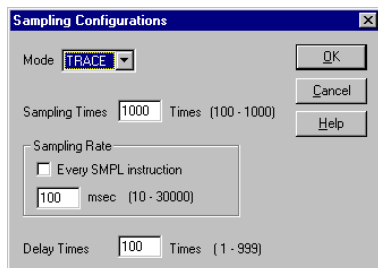 Sampling Configurations
Mode TRACE
OK
Cancel
Sampling Times 1000 Times (100 - 1000)
Help
Sampling Rate
Every SMPL instruction
100 msec (10 - 30000)
Delay Times 100 Times ( 1 - 999)